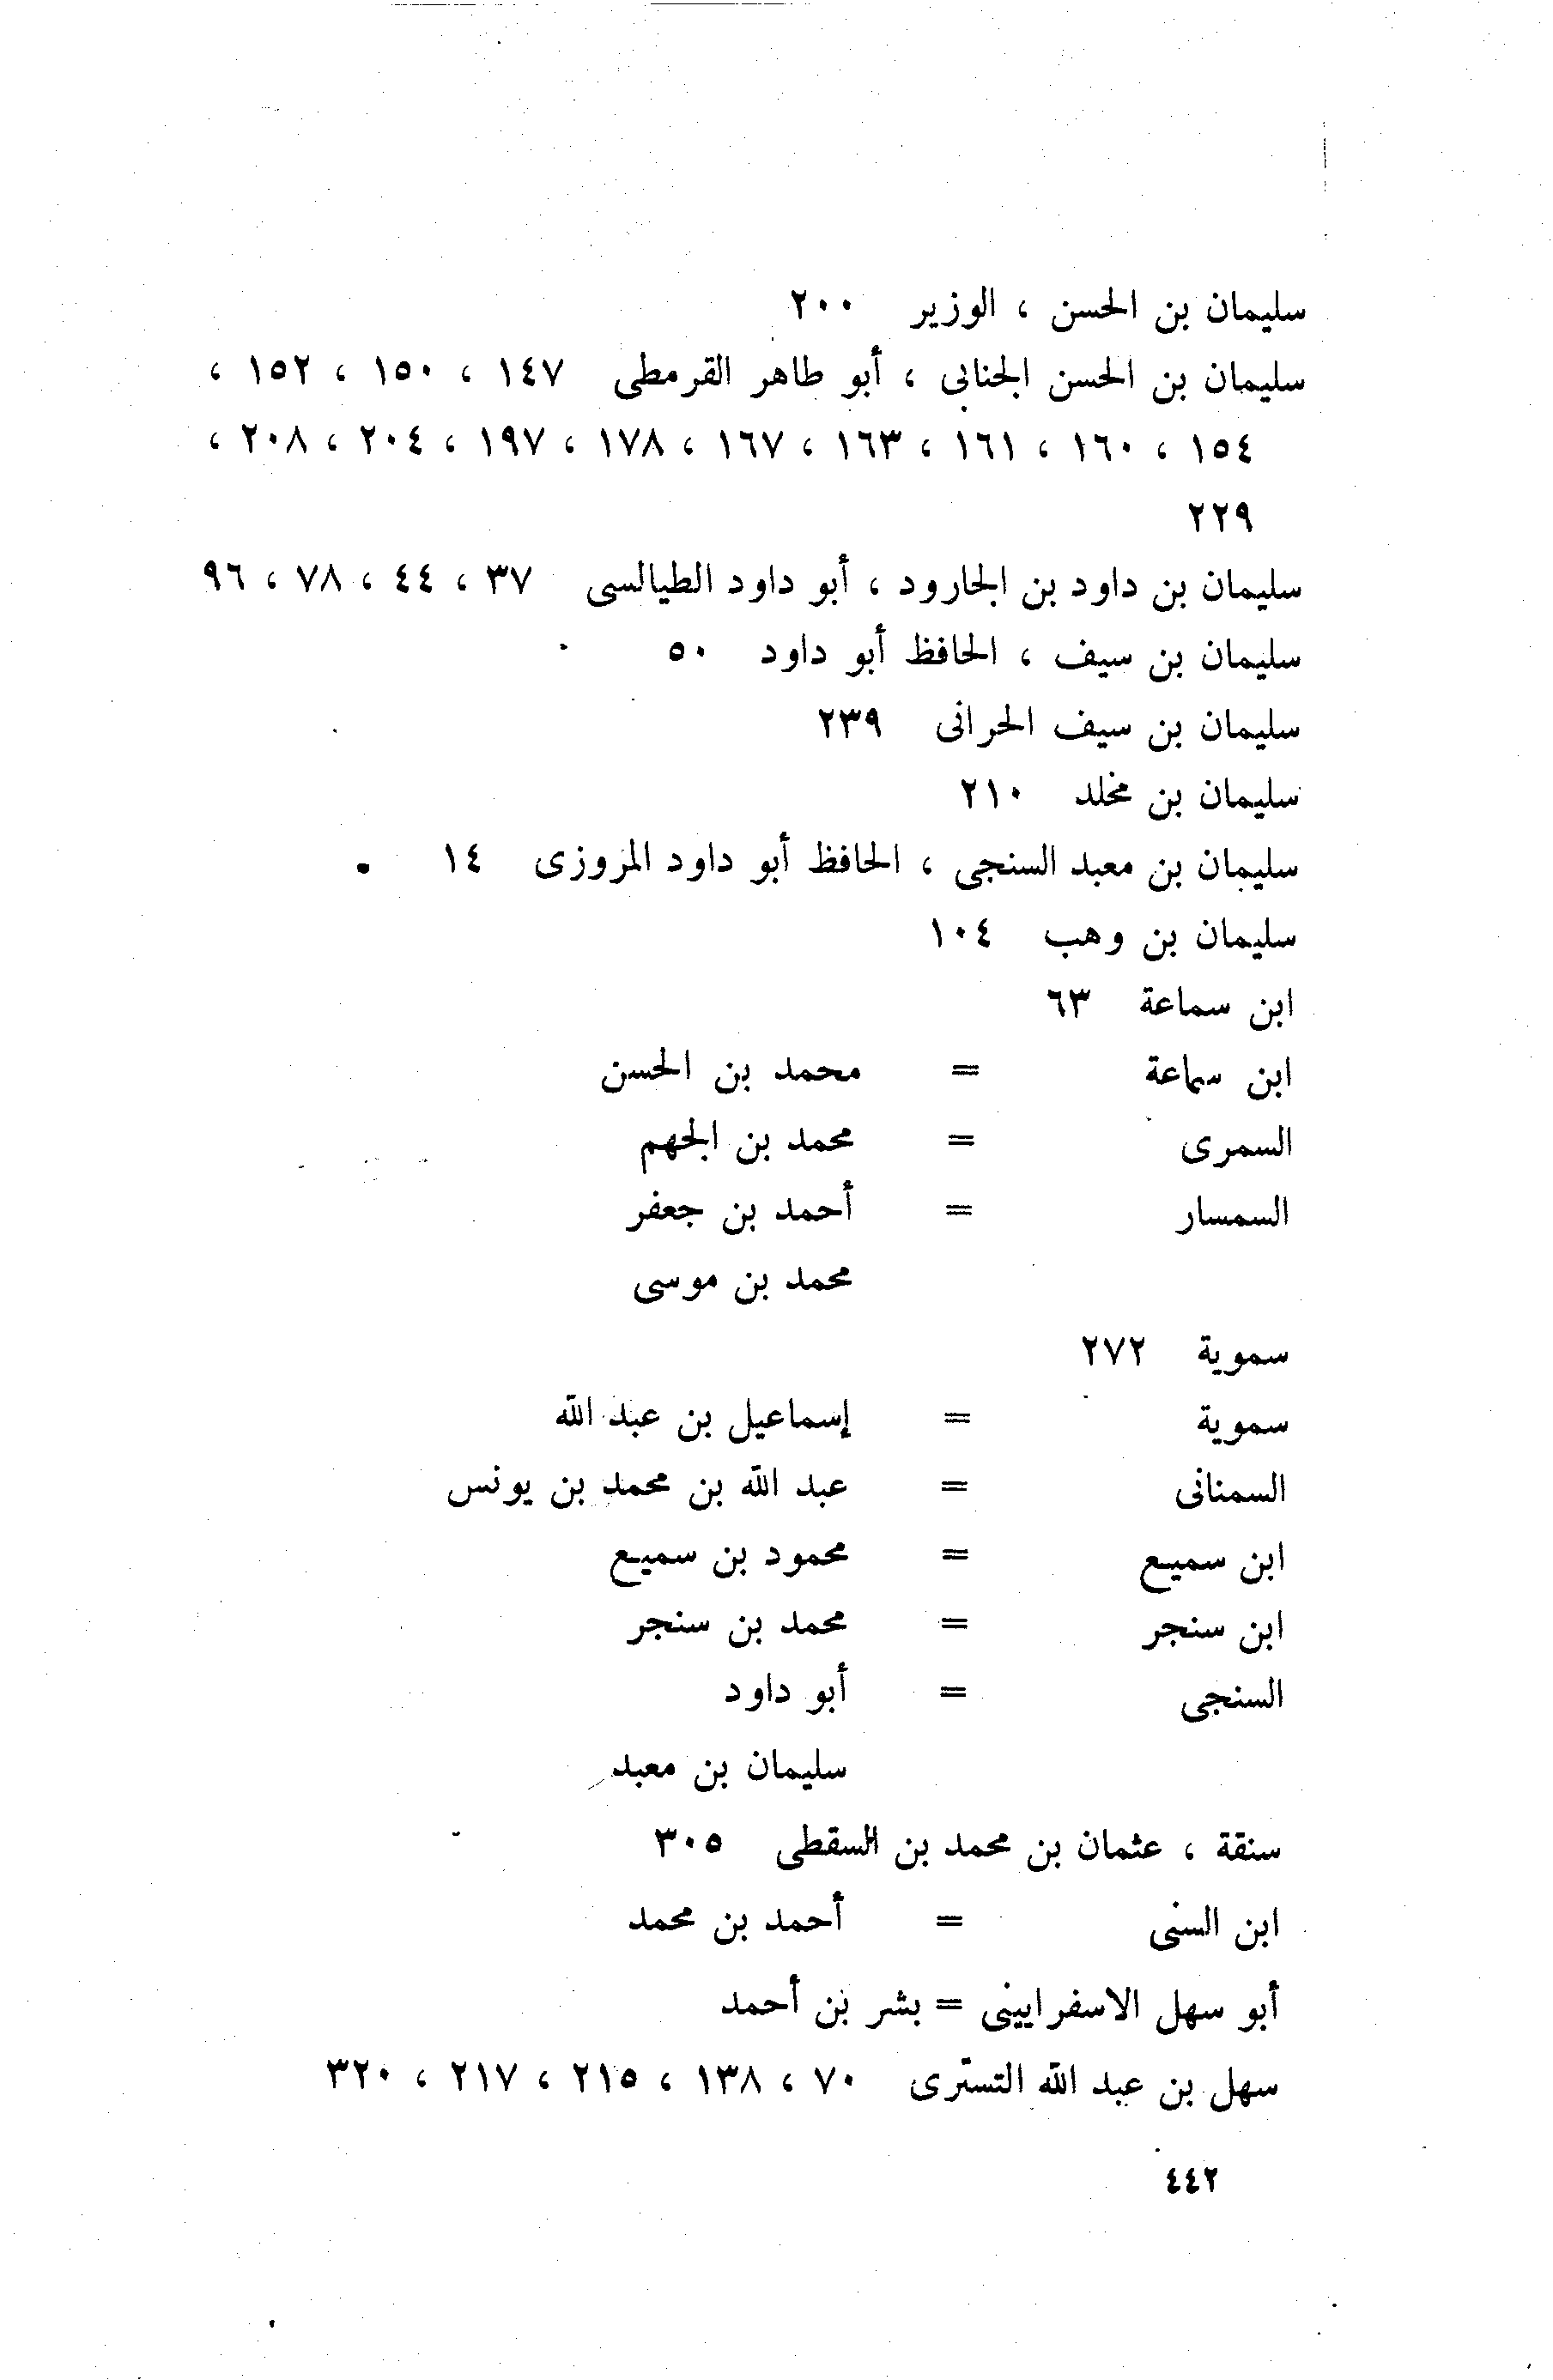 سليمان بن الحسن ، الوزير ٢٠٠
سليمان بن الحسن الجنابى ، أبو طاهر القرمطى ١٤٧ ، ١٥٠ ، ١٥٢ ،
١٥٤ ، ١٦٠ ، ١٦١ ، ١٦٣ ، ١٦٧ ، ١٧٨ ، ١٩٧ ، ٢٠٤ ، ٢٠٨ ،
٢٢٩
سليمان بن داود بن الجارود ، أبو داود الطيالسى ٣٧ ، ٤٤ ، ٧٨ ، ٩٦
سليمان بن سيف ، الحافظ أبو داود ٥٠
سليمان بن سيف الحرانى ٢٣٩
سليمان بن مخلد ٢١٠
سليمان بن معبد السنجى ، الحافظ أبو داود المروزى ١٤
سليمان بن وهب ١٠٤
ابن سماعة ٦٣
ابن سماعة = محمد بن الحسن
السمرى = محمد بن الجهم
السمسار = أحمد بن جعفر
محمد بن موسى
سموية ٢٧٢
سموية = إسماعيل بن عبد الله
السمنانى = عبد الله بن محمد بن يونس
ابن سميع = محمود بن سميع
ابن سنجر = محمد بن سنجر
السنجى = أبو داود
سليمان بن معبد
سنقة ، عثمان بن محمد بن السقطى ٣٠٥
ابن السنى = أحمد بن محمد
أبو سهل الاسفرايينى = بشر بن أحمد
سهل بن عبد الله التسترى ٧٠ ، ١٣٨ ، ٢١٥ ، ٢١٧ ، ٣٢٠
٤٤٢